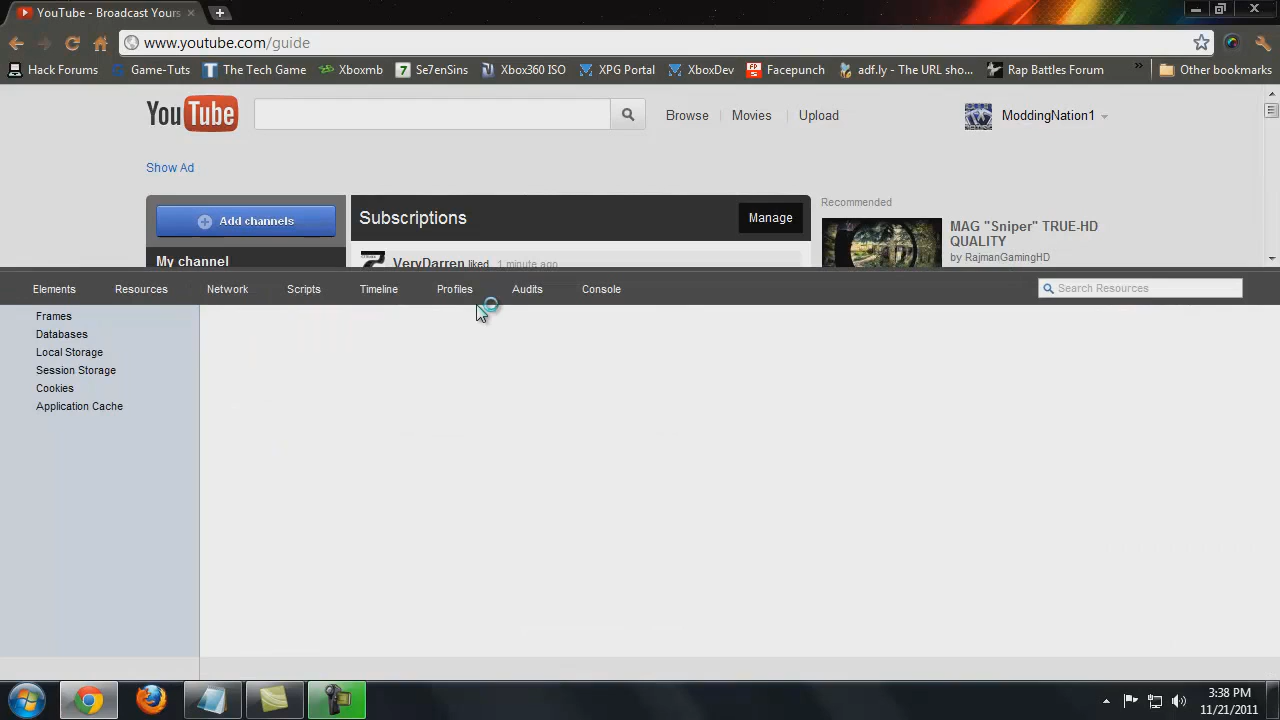 YouTube - Broadcast Yours
www.youtube.com/guide
Hack Forums Game-Tuts The Tech Game Xboxmb Se7enSins Xbox360 ISO XPG Portal XboxDev Facepunch adf.ly - The URL sho... Rap Battles Forum » Other bookmarks
YouTube Browse Movies Upload ModdingNation1
Show Ad
Add channels
My channel
Subscriptions Manage
VeryDarren liked 1 minute ago
Recommended
MAG "Sniper" TRUE-HD
QUALITY
by RajmanGamingHD
Elements Resources Network Scripts Timeline Profiles Audits Console Search Resources
Frames
Databases
Local Storage
Session Storage
Cookies
Application Cache
3:38 PM
11/21/2011